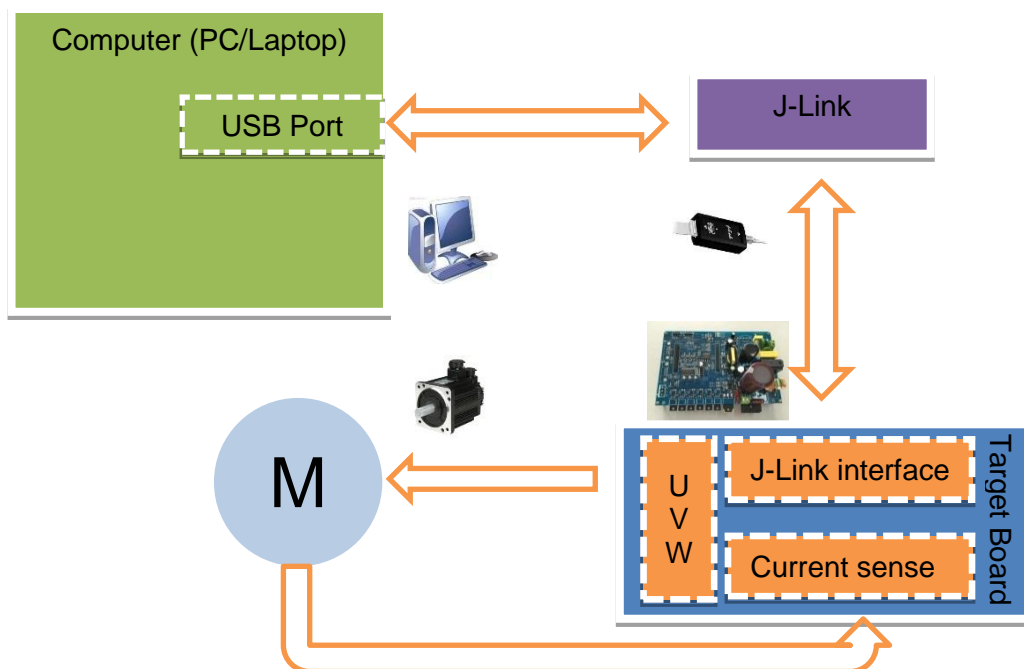 Computer (PC/Laptop)
USB Port
J-Link
M
U
V
W
J-Link interface
Current sense
Target Board